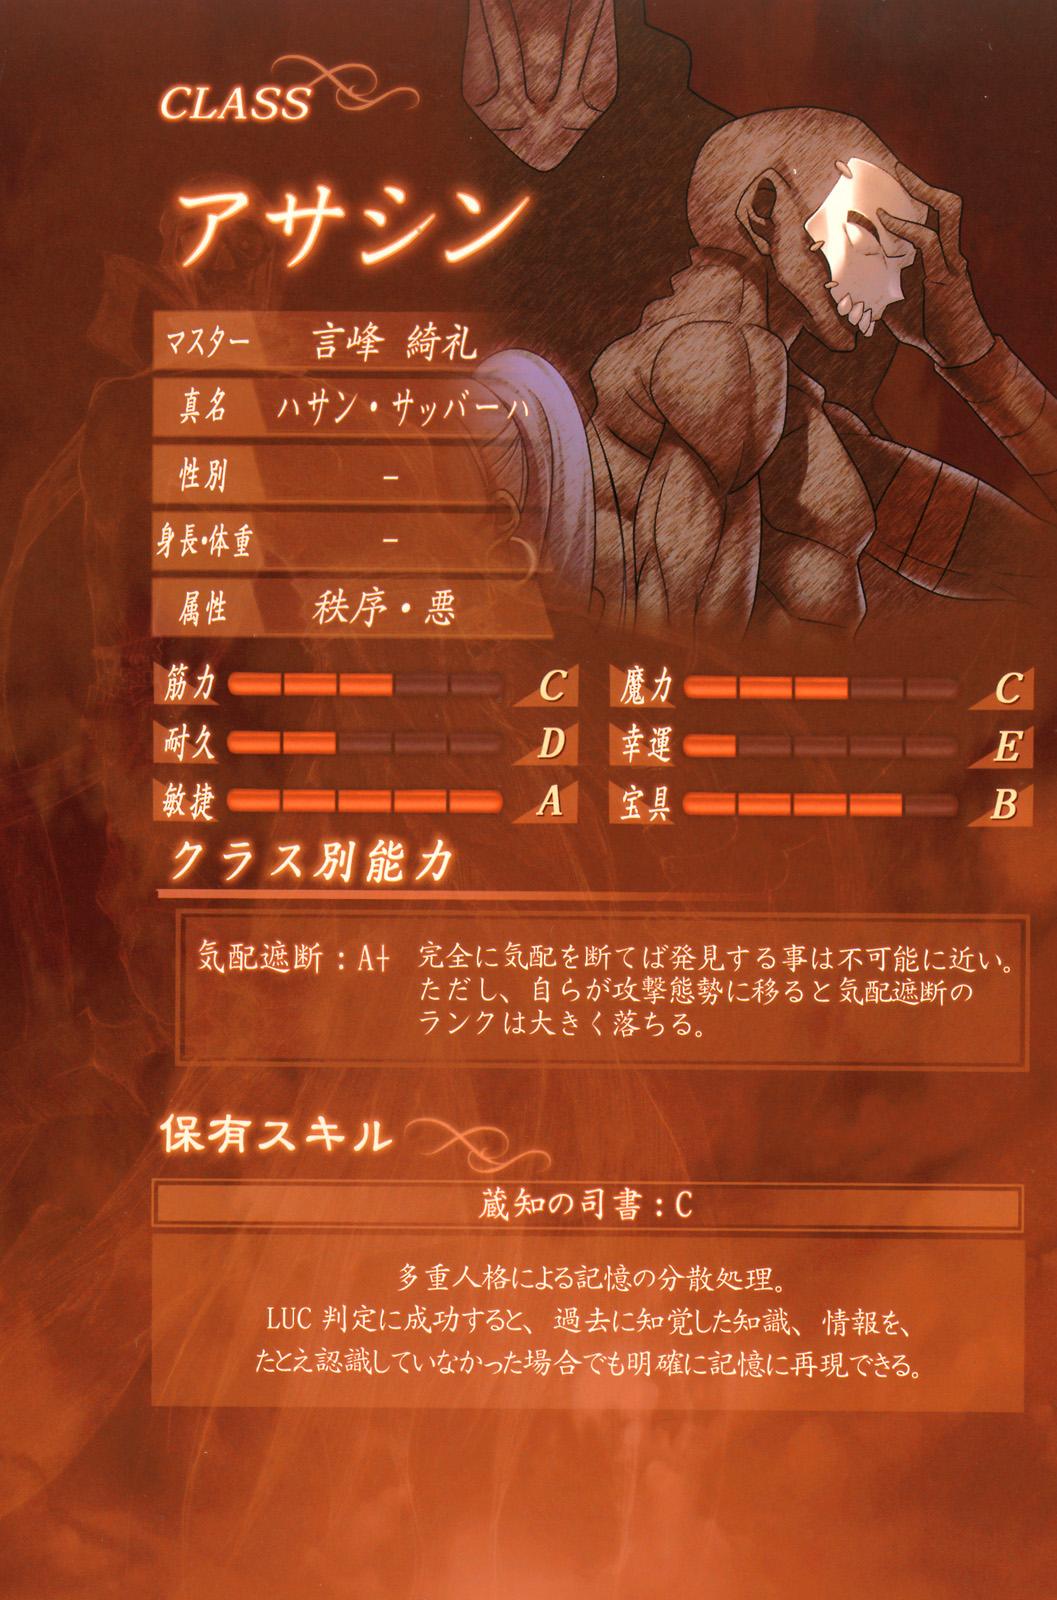 CLASS
アサシン
マスター 言峰 綺礼
真名 ハサン・サッバーハ
性別 −
身長・体重 −
属性 秩序・悪
筋力 C 魔力 C
耐久 D 幸運 E
敏捷 A 宝具 B
クラス別能力
気配遮断：A+ 完全に気配を断てば発見する事は不可能に近い。
ただし、自らが攻撃態勢に移ると気配遮断の
ランクは大きく落ちる。
保有スキル
蔵知の司書：C
多重人格による記憶の分散処理。
LUC 判定に成功すると、過去に知覚した知識、情報を、
たとえ認識していなかった場合でも明確に記憶に再現できる。